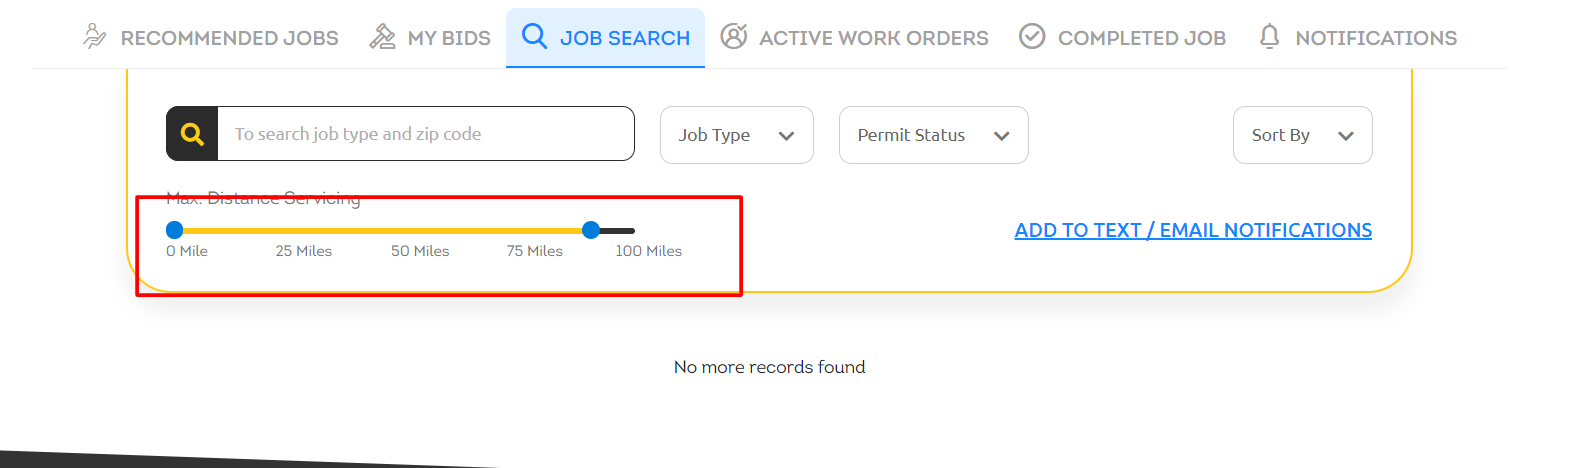 RECOMMENDED JOBS MY BIDS JOB SEARCH ACTIVE WORK ORDERS COMPLETED JOB NOTIFICATIONS
To search job type and zip code Job Type Permit Status Sort By
Max. Distance Servicing
ADD TO TEXT / EMAIL NOTIFICATIONS
0 Mile 25 Miles 50 Miles 75 Miles 100 Miles
No more records found